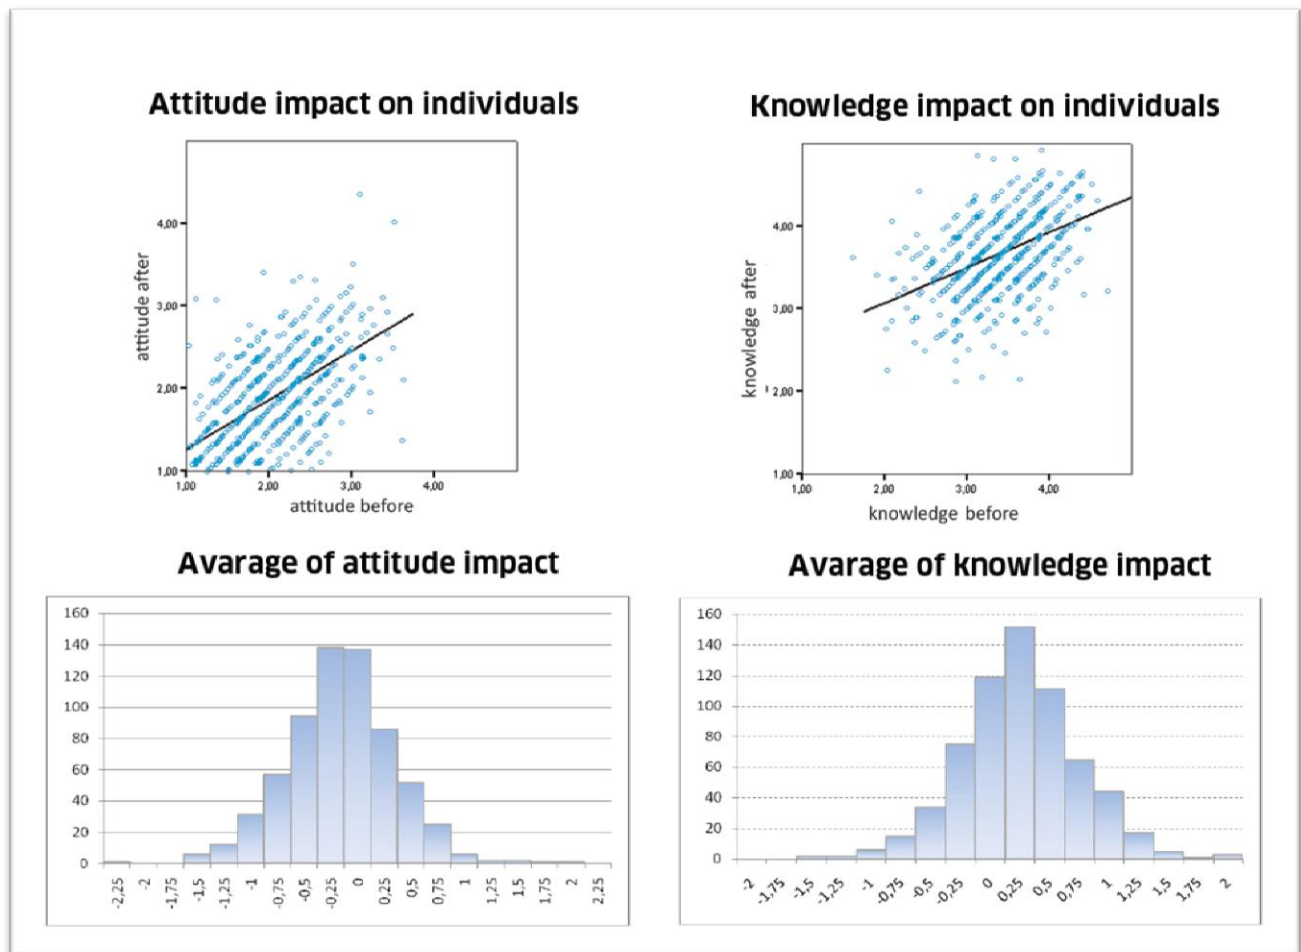 Attitude impact on individuals
4,00
3,00
2,00
1,00
attitude after
1,00 2,00 3,00 4,00
attitude before
Knowledge impact on individuals
4,00
3,00
2,00
1,00
knowledge after
1,00 2,00 3,00 4,00
knowledge before
Avarage of attitude impact
160
140
120
100
80
60
40
20
0
-2,25 -2 -1,75 -1,5 -1,25 -1 -0,75 -0,5 -0,25 0 0,25 0,5 0,75 1 1,25 1,5 1,75 2 2,25
Avarage of knowledge impact
160
140
120
100
80
60
40
20
0
-2 -1,75 -1,5 -1,25 -1 -0,75 -0,5 -0,25 0 0,25 0,5 0,75 1 1,25 1,5 1,75 2